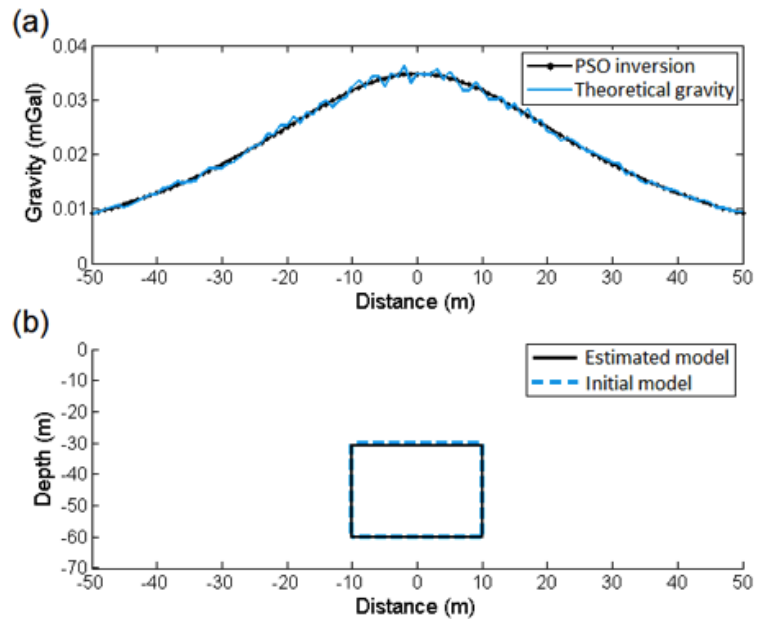 (a)
0.04
0.03
0.02
0.01
0
Gravity (mGal)
PSO inversion
Theoretical gravity
-50 -40 -30 -20 -10 0 10 20 30 40 50
Distance (m)
(b)
0
-10
-20
-30
-40
-50
-60
-70
Depth (m)
Estimated model
Initial model
-50 -40 -30 -20 -10 0 10 20 30 40 50
Distance (m)